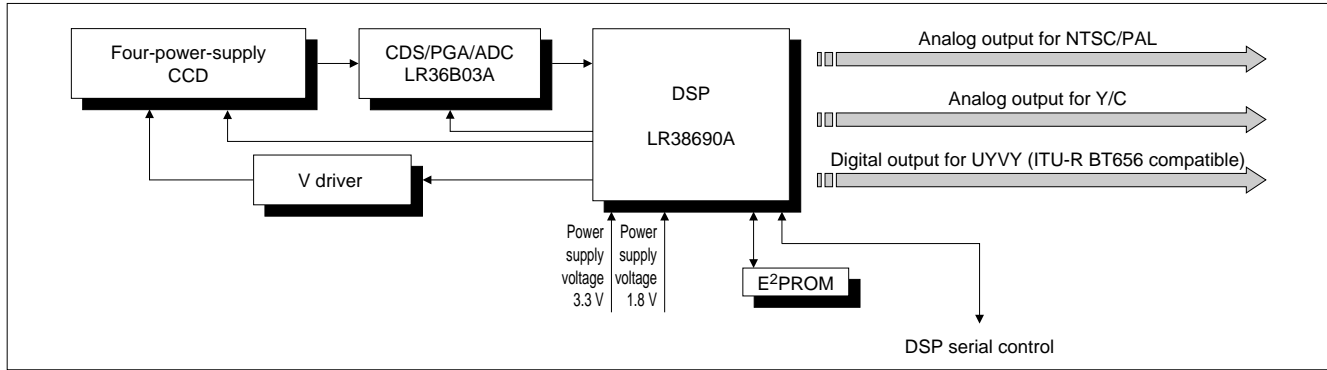 Four-power-supply
CCD
CDS/PGA/ADC
LR36B03A
DSP
LR38690A
V driver
Analog output for NTSC/PAL
Analog output for Y/C
Digital output for UYVY (ITU-R BT656 compatible)
Power
supply
voltage
3.3 V
Power
supply
voltage
1.8 V
E²PROM
DSP serial control